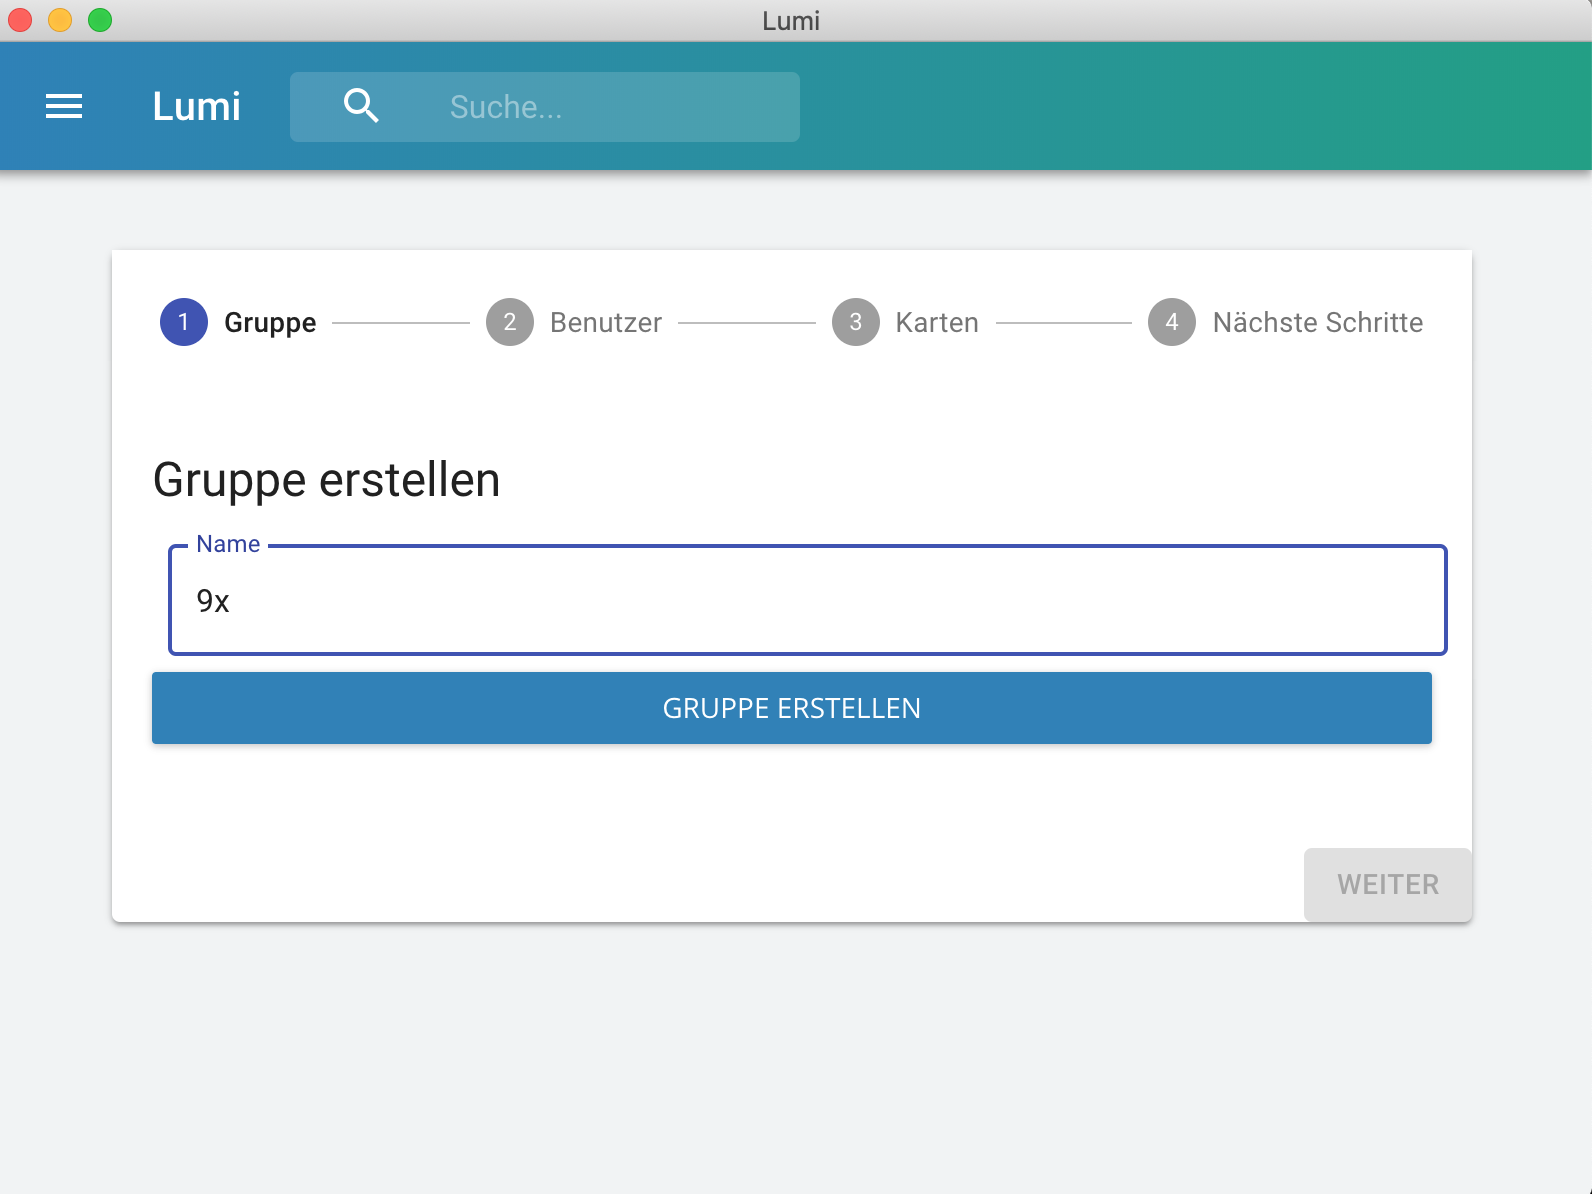 Lumi
Lumi
Suche...
1 Gruppe 2 Benutzer 3 Karten 4 Nächste Schritte
Gruppe erstellen
Name
9x
GRUPPE ERSTELLEN
WEITER